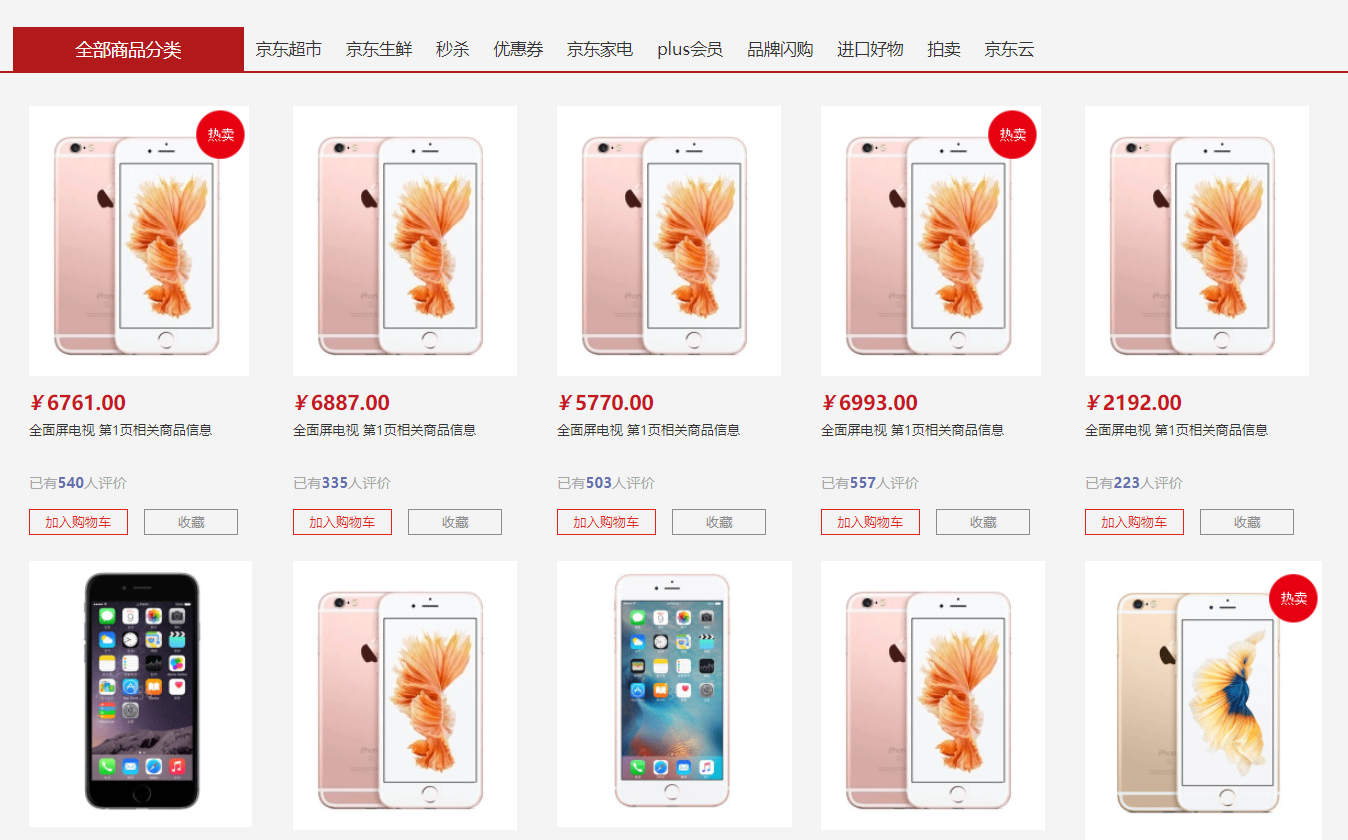 全部商品分类 京东超市 京东生鲜 秒杀 优惠券 京东家电 plus会员 品牌闪购 进口好物 拍卖 京东云
热卖 热卖
¥6761.00 ¥6887.00 ¥5770.00 ¥6993.00 ¥2192.00
全面屏电视 第1页相关商品信息 全面屏电视 第1页相关商品信息 全面屏电视 第1页相关商品信息 全面屏电视 第1页相关商品信息 全面屏电视 第1页相关商品信息
已有540人评价 已有335人评价 已有503人评价 已有557人评价 已有223人评价
加入购物车 收藏 加入购物车 收藏 加入购物车 收藏 加入购物车 收藏 加入购物车 收藏
热卖